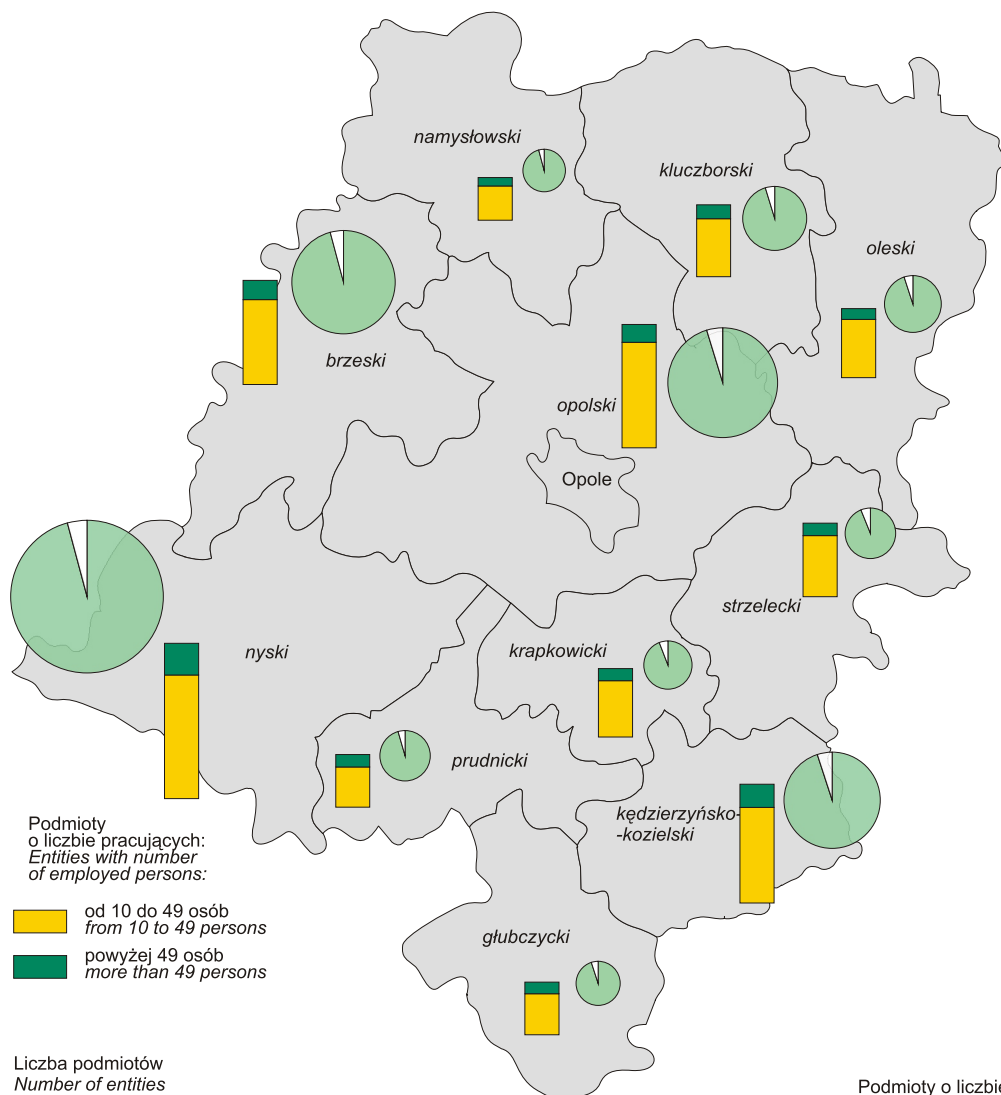 namysłowski
kluczborski
oleski
brzeski
opolski
Opole
strzelecki
nyski
krapkowicki
prudnicki
kędzierzyńsko-
-kozielski
głubczycki
Podmioty
o liczbie pracujących:
Entities with number
of employed persons:
od 10 do 49 osób
from 10 to 49 persons
powyżej 49 osób
more than 49 persons
Liczba podmiotów
Number of entities
Podmioty o liczbie